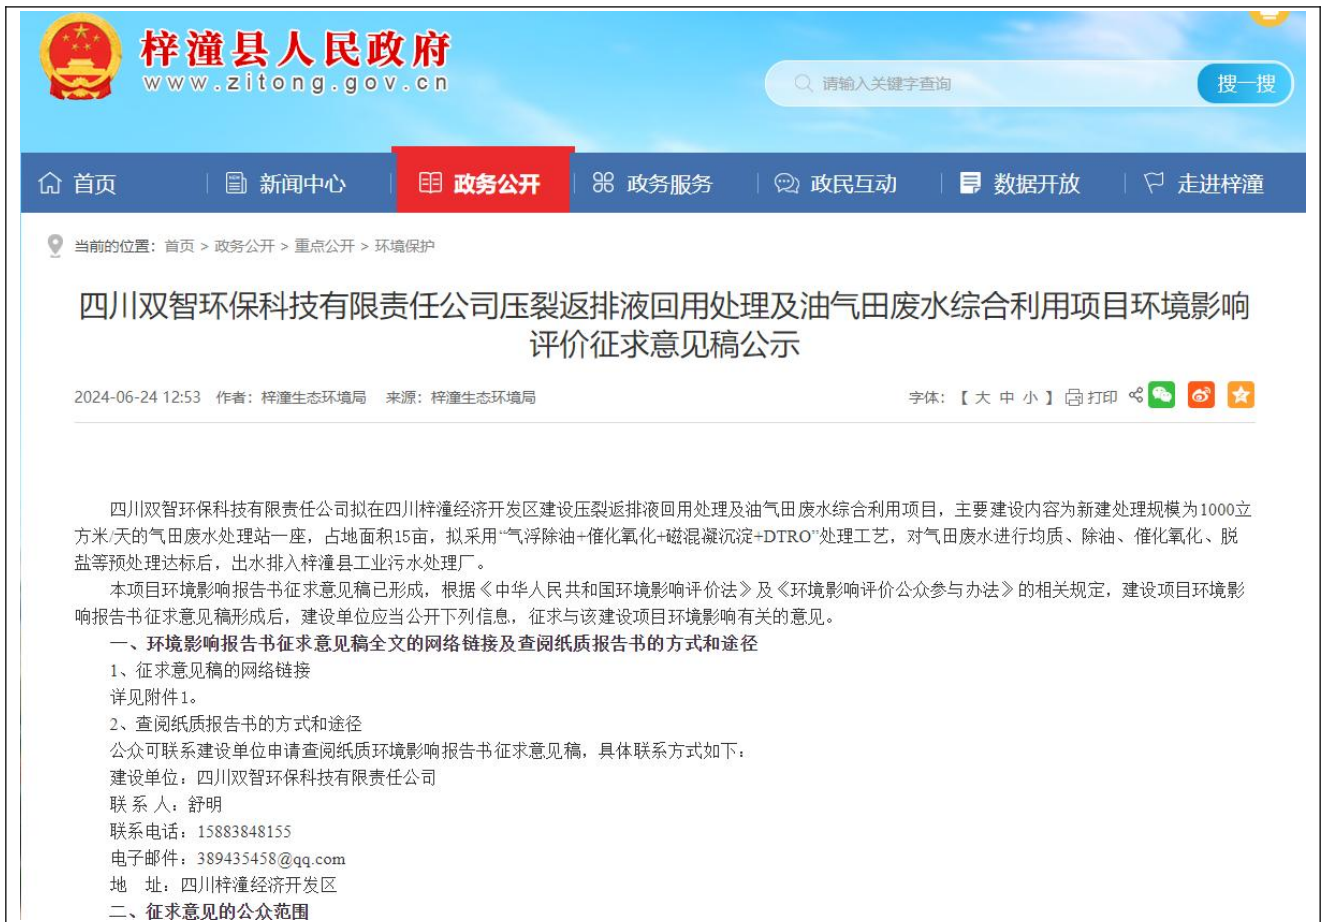 梓潼县人民政府
www.zitong.gov.cn
请输入关键字查询
搜一搜
首页 新闻中心 政务公开 政务服务 政民互动 数据开放 走进梓潼
当前的位置：首页 > 政务公开 > 重点公开 > 环境保护
四川双智环保科技有限责任公司压裂返排液回用处理及油气田废水综合利用项目环境影响
评价征求意见稿公示
2024-06-24 12:53 作者：梓潼生态环境局 来源：梓潼生态环境局 字体：【 大 中 小 】 打印
四川双智环保科技有限责任公司拟在四川梓潼经济开发区建设压裂返排液回用处理及油气田废水综合利用项目，主要建设内容为新建处理规模为1000立
方米/天的气田废水处理站一座，占地面积15亩，拟采用“气浮除油+催化氧化+磁混凝沉淀+DTRO”处理工艺，对气田废水进行均质、除油、催化氧化、脱
盐等预处理达标后，出水排入梓潼县工业污水处理厂。
本项目环境影响报告书征求意见稿已形成，根据《中华人民共和国环境影响评价法》及《环境影响评价公众参与办法》的相关规定，建设项目环境影
响报告书征求意见稿形成后，建设单位应当公开下列信息，征求与该建设项目环境影响有关的意见。
一、环境影响报告书征求意见稿全文的网络链接及查阅纸质报告书的方式和途径
1、征求意见稿的网络链接
详见附件1。
2、查阅纸质报告书的方式和途径
公众可联系建设单位申请查阅纸质环境影响报告书征求意见稿，具体联系方式如下：
建设单位：四川双智环保科技有限责任公司
联 系 人：舒明
联系电话：15883848155
电子邮件：389435458@qq.com
地 址：四川梓潼经济开发区
二、征求意见的公众范围